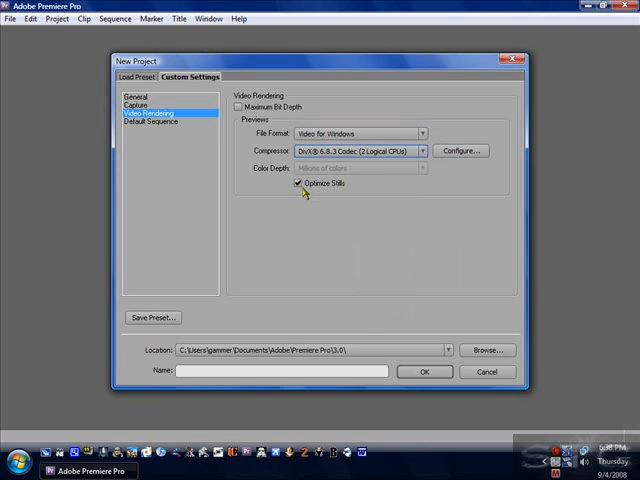 Adobe Premiere Pro
File Edit Project Clip Sequence Marker Title Window Help
New Project
Load Preset Custom Settings
General
Capture
Video Rendering
Default Sequence
Video Rendering
Maximum Bit Depth
Previews
File Format: Video for Windows
Compressor: DivX® 6.8.3 Codec (2 Logical CPUs) Configure...
Color Depth: Millions of colors
Optimize Stills
Save Preset...
Location: C:\Users\gammer\Documents\Adobe\Premiere Pro\3.0\ Browse...
Name: OK Cancel
Adobe Premiere Pro
5:38 PM
Thursday
9/4/2008